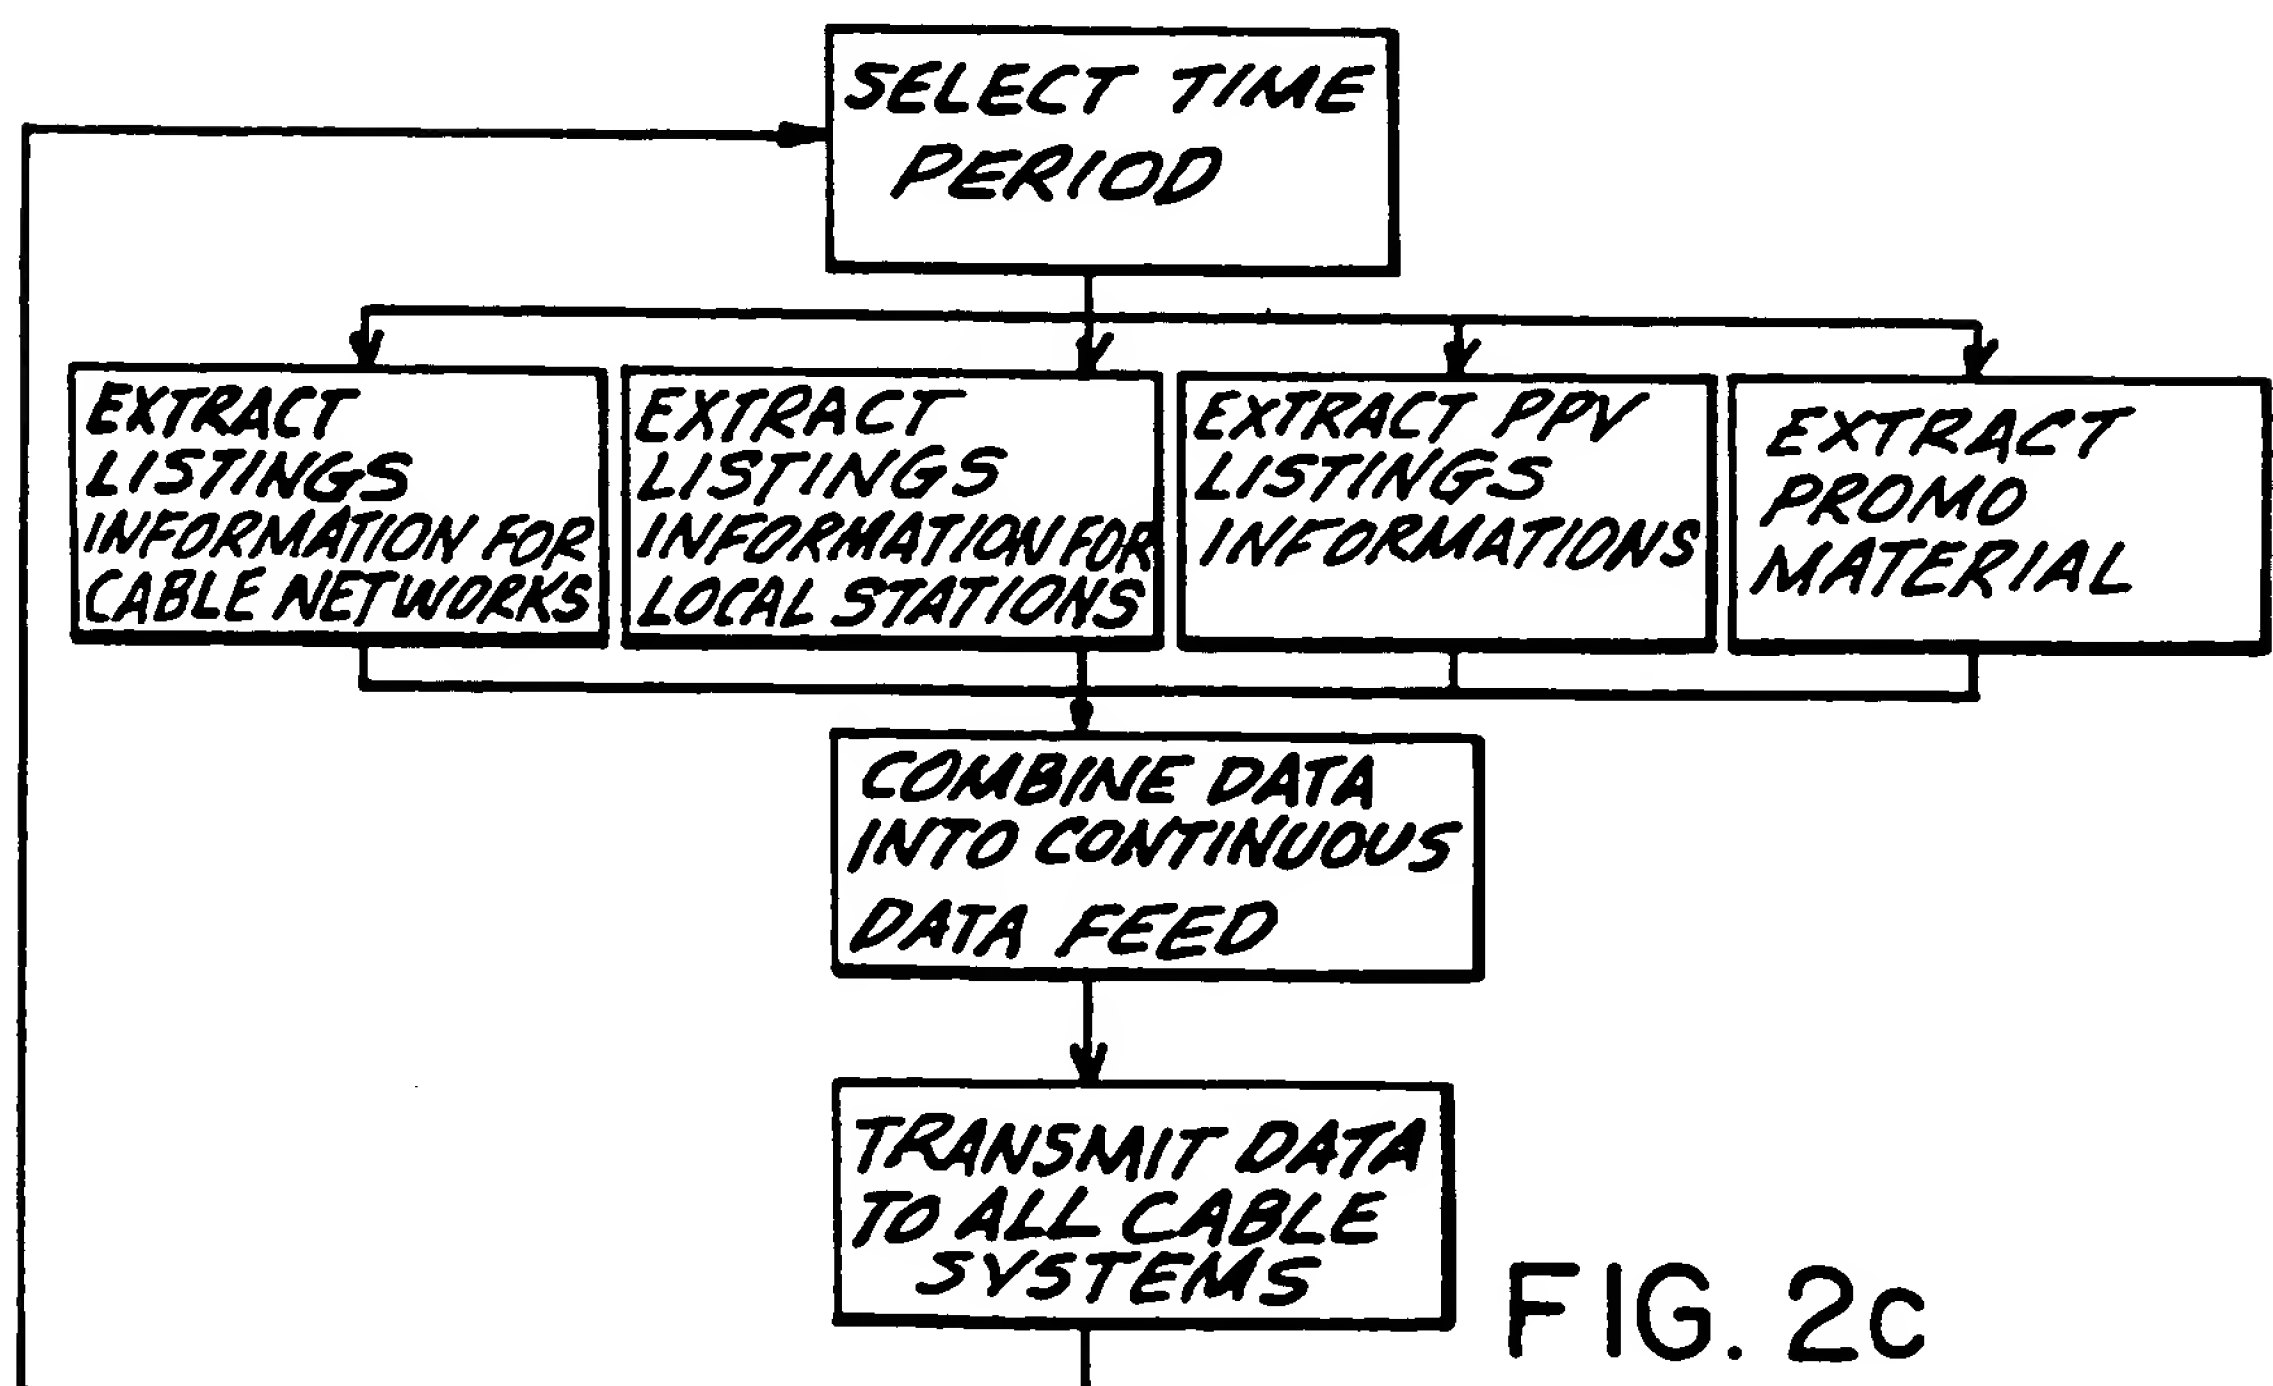 SELECT TIME
PERIOD
EXTRACT
LISTINGS
INFORMATION FOR
CABLE NETWORKS
EXTRACT
LISTINGS
INFORMATION FOR
LOCAL STATIONS
EXTRACT PPV
LISTINGS
INFORMATIONS
EXTRACT
PROMO
MATERIAL
COMBINE DATA
INTO CONTINUOUS
DATA FEED
TRANSMIT DATA
TO ALL CABLE
SYSTEMS
FIG. 2c